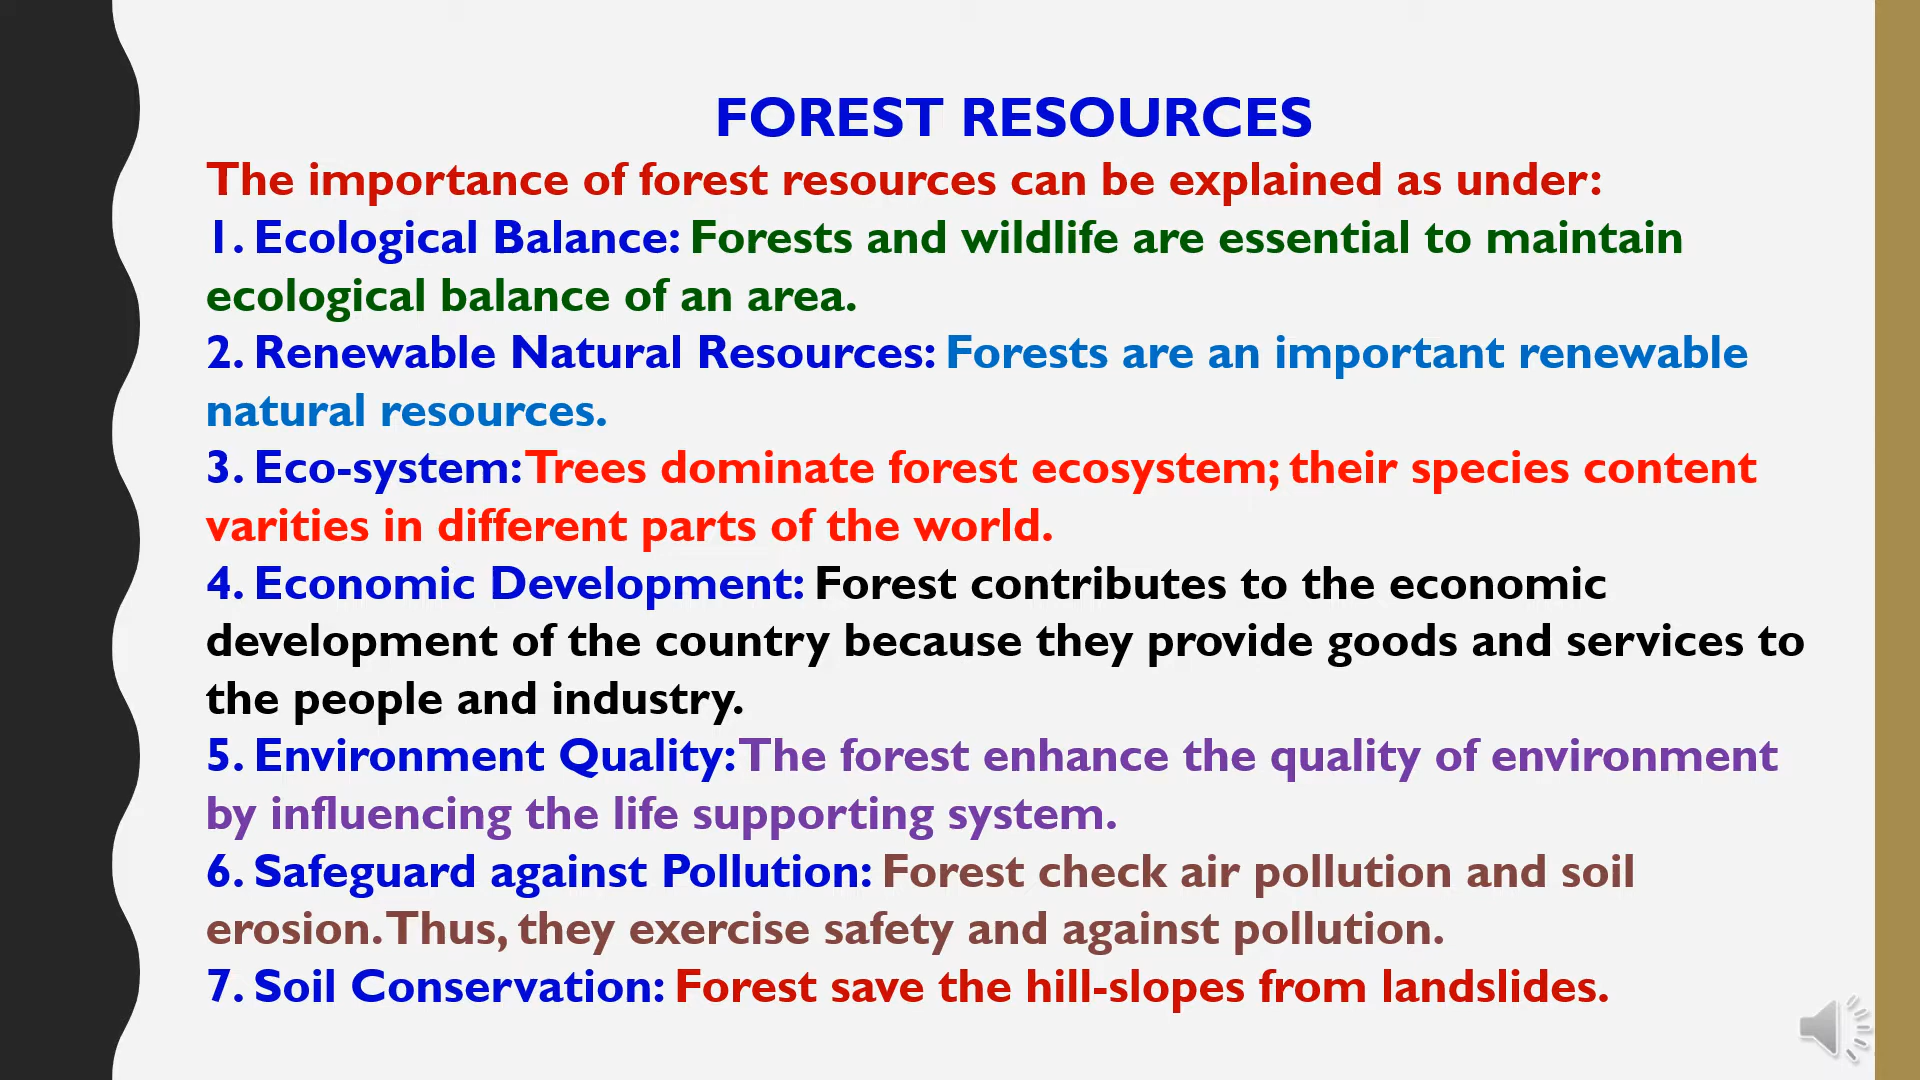 FOREST RESOURCES
The importance of forest resources can be explained as under:
1. Ecological Balance: Forests and wildlife are essential to maintain
ecological balance of an area.
2. Renewable Natural Resources: Forests are an important renewable
natural resources.
3. Eco-system: Trees dominate forest ecosystem; their species content
varities in different parts of the world.
4. Economic Development: Forest contributes to the economic
development of the country because they provide goods and services to
the people and industry.
5. Environment Quality: The forest enhance the quality of environment
by influencing the life supporting system.
6. Safeguard against Pollution: Forest check air pollution and soil
erosion. Thus, they exercise safety and against pollution.
7. Soil Conservation: Forest save the hill-slopes from landslides.